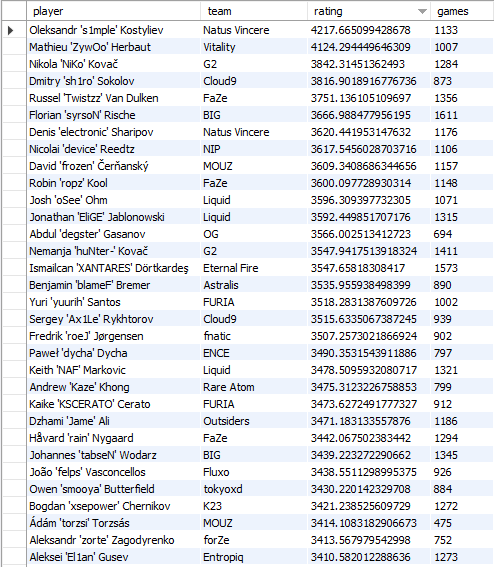 player team rating games
Oleksandr 's1mple' Kostyliev Natus Vincere 4217.665099428678 1133
Mathieu 'ZywOo' Herbaut Vitality 4124.294449646309 1007
Nikola 'NiKo' Kovač G2 3842.31451362493 1284
Dmitry 'sh1ro' Sokolov Cloud9 3816.9018916776736 873
Russel 'Twistzz' Van Dulken FaZe 3751.136105109697 1356
Florian 'syrsoN' Rische BIG 3666.988477956195 1611
Denis 'electronic' Sharipov Natus Vincere 3620.441953147632 1176
Nicolai 'device' Reedtz NIP 3617.5456028703716 1106
David 'frozen' Čerňanský MOUZ 3609.3408686344656 1157
Robin 'ropz' Kool FaZe 3600.097728930314 1148
Josh 'oSee' Ohm Liquid 3596.309397732305 1071
Jonathan 'EliGE' Jablonowski Liquid 3592.449851707176 1315
Abdul 'degster' Gasanov OG 3566.002513412723 694
Nemanja 'huNter-' Kovač G2 3547.9417513918324 1411
Ismailcan 'XANTARES' Dörtkardeş Eternal Fire 3547.65818308417 1573
Benjamin 'blameF' Bremer Astralis 3535.955938498399 890
Yuri 'yuurih' Santos FURIA 3518.2831387609726 1002
Sergey 'Ax1Le' Rykhtorov Cloud9 3515.6335067387245 939
Fredrik 'roeJ' Jørgensen fnatic 3507.2573021866924 902
Paweł 'dycha' Dycha ENCE 3490.3531543911886 797
Keith 'NAF' Markovic Liquid 3478.5095932080717 1321
Andrew 'Kaze' Khong Rare Atom 3475.3123226758853 799
Kaike 'KSCERATO' Cerato FURIA 3473.6272491777327 912
Dzhami 'Jame' Ali Outsiders 3471.183133557876 1186
Håvard 'rain' Nygaard FaZe 3442.067502383442 1294
Johannes 'tabseN' Wodarz BIG 3439.223272290662 1345
João 'felps' Vasconcellos Fluxo 3438.5511298995375 926
Owen 'smooya' Butterfield tokyoxd 3430.220142329708 884
Bogdan 'xsepower' Chernikov K23 3421.238525609729 1272
Ádám 'torzsi' Torzsás MOUZ 3414.1083182906673 475
Aleksandr 'zorte' Zagodyrenko forZe 3413.567979542998 752
Aleksei 'El1an' Gusev Entropiq 3410.582012288636 1273